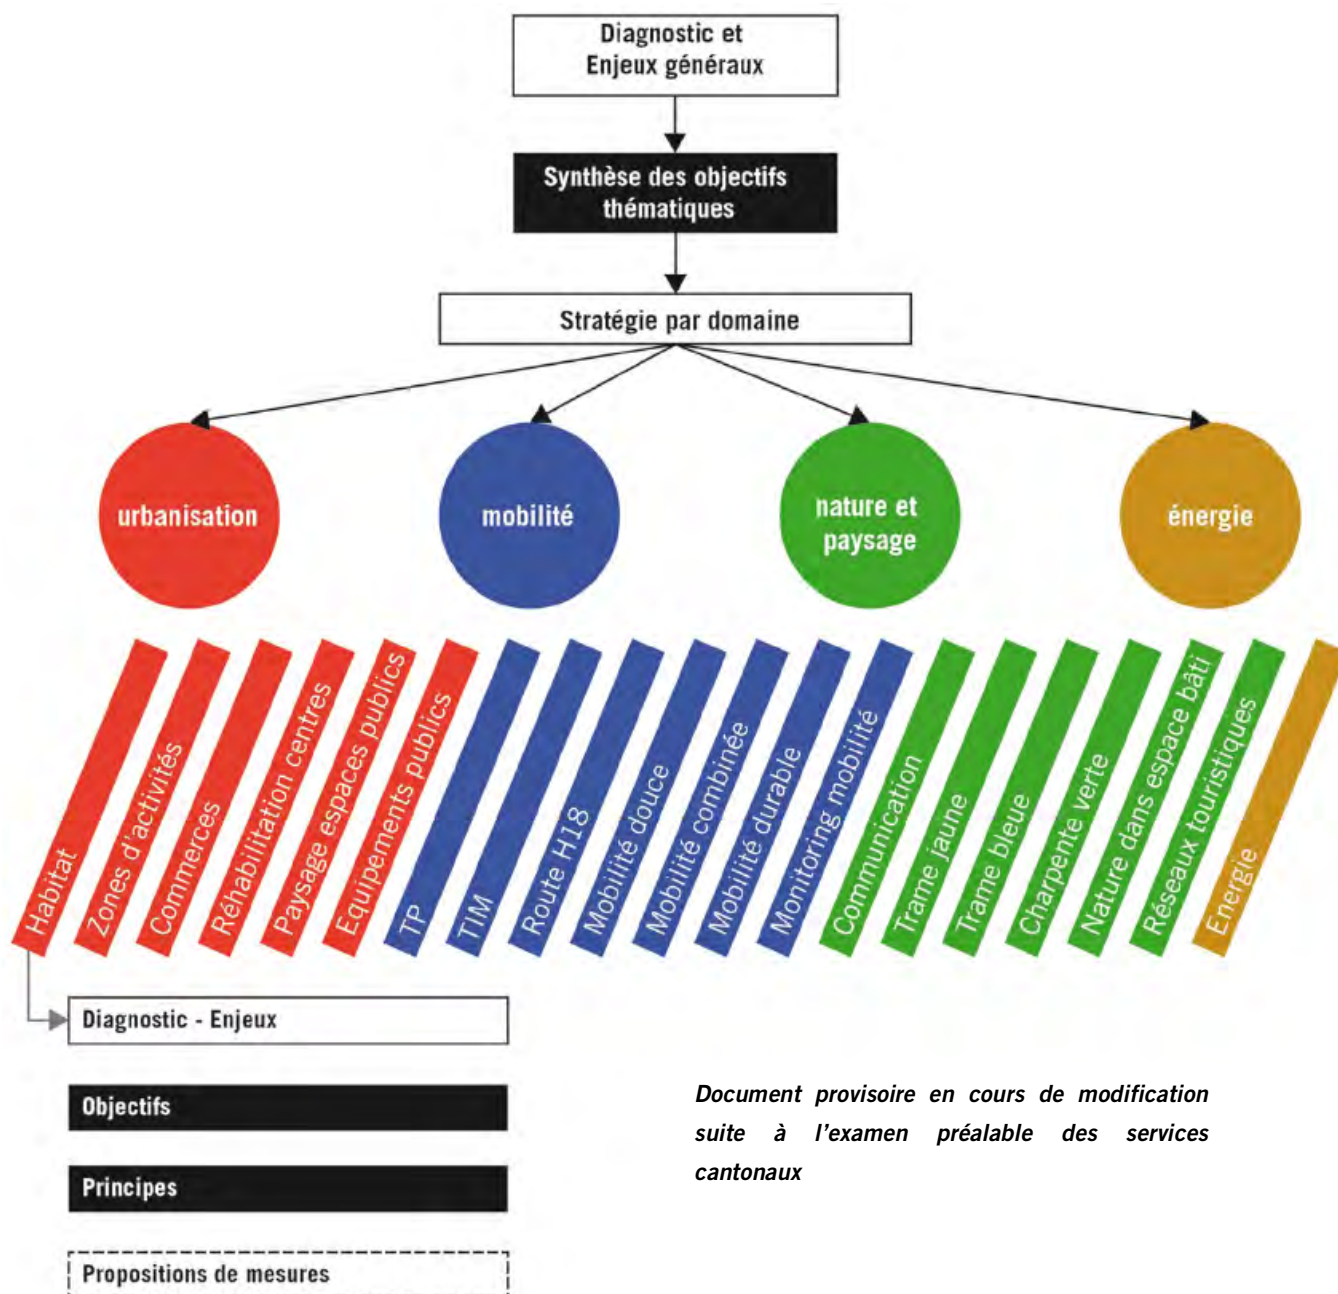 Diagnostic et
Enjeux généraux
Synthèse des objectifs
thématiques
Stratégie par domaine
urbanisation
mobilité
nature et
paysage
énergie
Habitat
Zones d'activités
Commerces
Réhabilitation centres
Paysage espaces publics
Equipements publics
TP
TIM
Route H18
Mobilité douce
Mobilité combinée
Mobilité durable
Monitoring mobilité
Communication
Trame jaune
Trame bleue
Charpente verte
Nature dans espace bâti
Réseaux touristiques
Energie
Diagnostic - Enjeux
Objectifs
Principes
Propositions de mesures
Document provisoire en cours de modification
suite à l'examen préalable des services
cantonaux